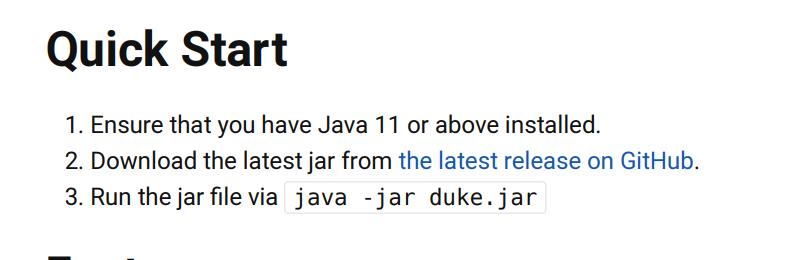 Quick Start
1. Ensure that you have Java 11 or above installed.
2. Download the latest jar from the latest release on GitHub.
3. Run the jar file via java -jar duke.jar